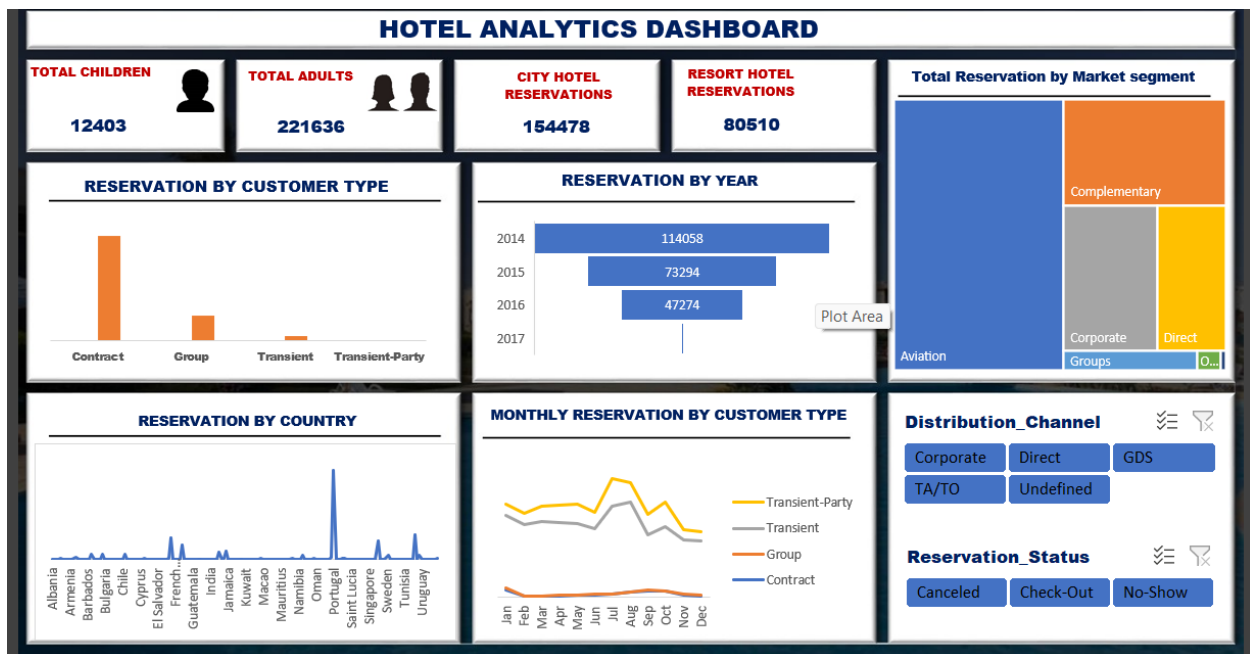 HOTEL ANALYTICS DASHBOARD
TOTAL CHILDREN
12403
TOTAL ADULTS
221636
CITY HOTEL
RESERVATIONS
154478
RESORT HOTEL
RESERVATIONS
80510
Total Reservation by Market segment
Aviation
Complementary
Corporate
Direct
Groups
O...
RESERVATION BY CUSTOMER TYPE
Contract
Group
Transient
Transient-Party
RESERVATION BY YEAR
2014
114058
2015
73294
2016
47274
2017
Plot Area
RESERVATION BY COUNTRY
Albania
Armenia
Barbados
Bulgaria
Chile
Cyprus
El Salvador
French...
Guatemala
India
Jamaica
Kuwait
Macao
Mauritius
Namibia
Oman
Portugal
Saint Lucia
Singapore
Sweden
Tunisia
Uruguay
MONTHLY RESERVATION BY CUSTOMER TYPE
Transient-Party
Transient
Group
Contract
Jan
Feb
Mar
Apr
May
Jun
Jul
Aug
Sep
Oct
Nov
Dec
Distribution_Channel
Corporate
Direct
GDS
TA/TO
Undefined
Reservation_Status
Canceled
Check-Out
No-Show